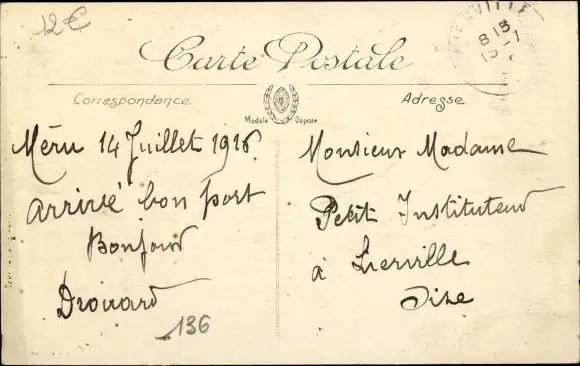 12€
Carte Postale
Correspondance
Adresse
Modèle Déposé
Méru 14 Juillet 1916
arrivé bon port
Bonjour
Drouard
136
Monsieur Madame
Petit Instituteur
à Lierville
Oise